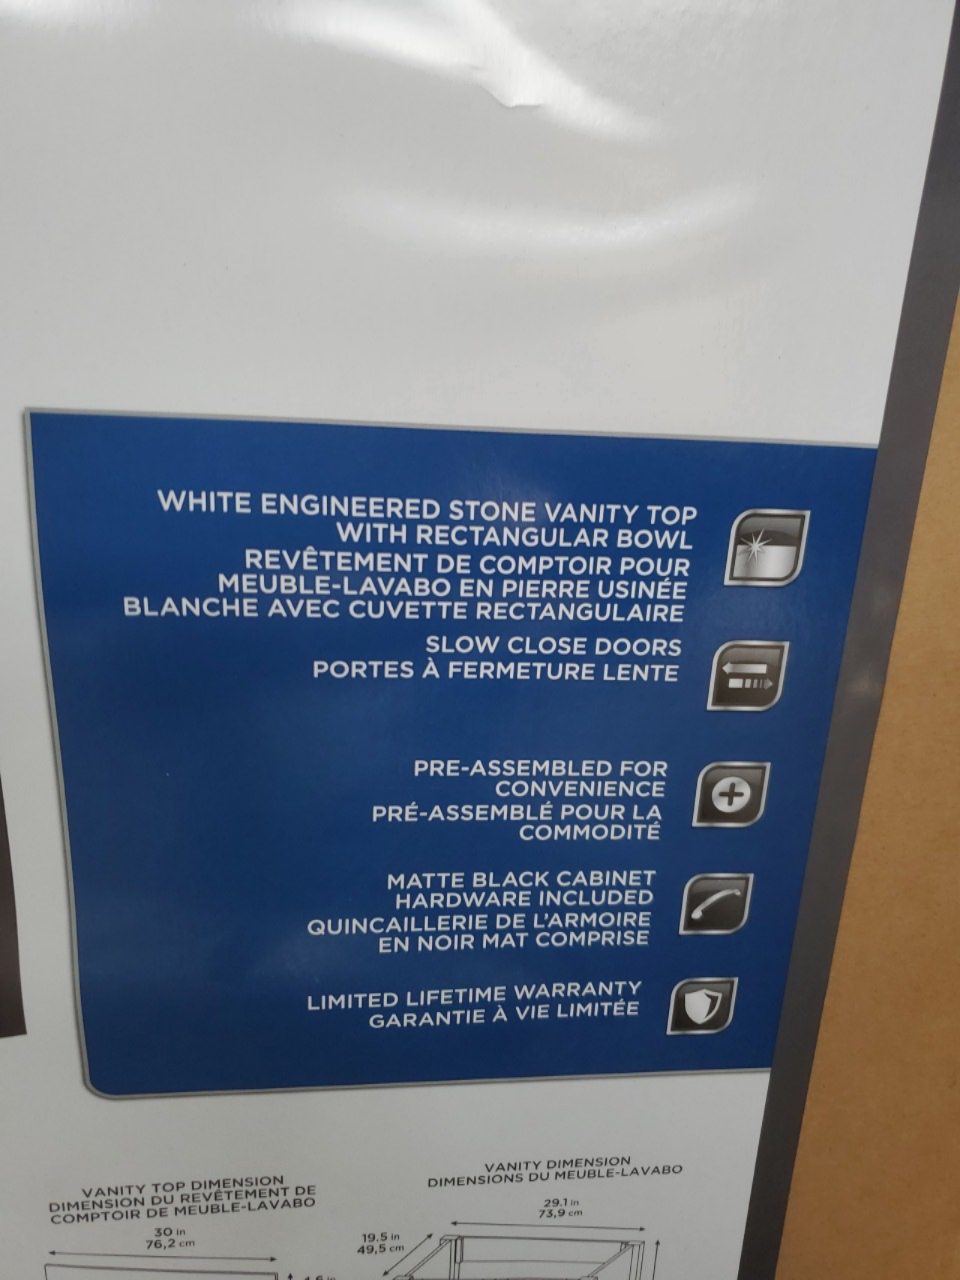 WHITE ENGINEERED STONE VANITY TOP
WITH RECTANGULAR BOWL
REVÊTEMENT DE COMPTOIR POUR
MEUBLE-LAVABO EN PIERRE USINÉE
BLANCHE AVEC CUVETTE RECTANGULAIRE
SLOW CLOSE DOORS
PORTES À FERMETURE LENTE
PRE-ASSEMBLED FOR
CONVENIENCE
PRÉ-ASSEMBLÉ POUR LA
COMMODITÉ
MATTE BLACK CABINET
HARDWARE INCLUDED
QUINCAILLERIE DE L'ARMOIRE
EN NOIR MAT COMPRISE
LIMITED LIFETIME WARRANTY
GARANTIE À VIE LIMITÉE
VANITY TOP DIMENSION
DIMENSION DU REVÊTEMENT DE
COMPTOIR DE MEUBLE-LAVABO
30 in
76,2 cm
VANITY DIMENSION
DIMENSIONS DU MEUBLE-LAVABO
29.1 in
73,9 cm
19.5 in
49,5 cm